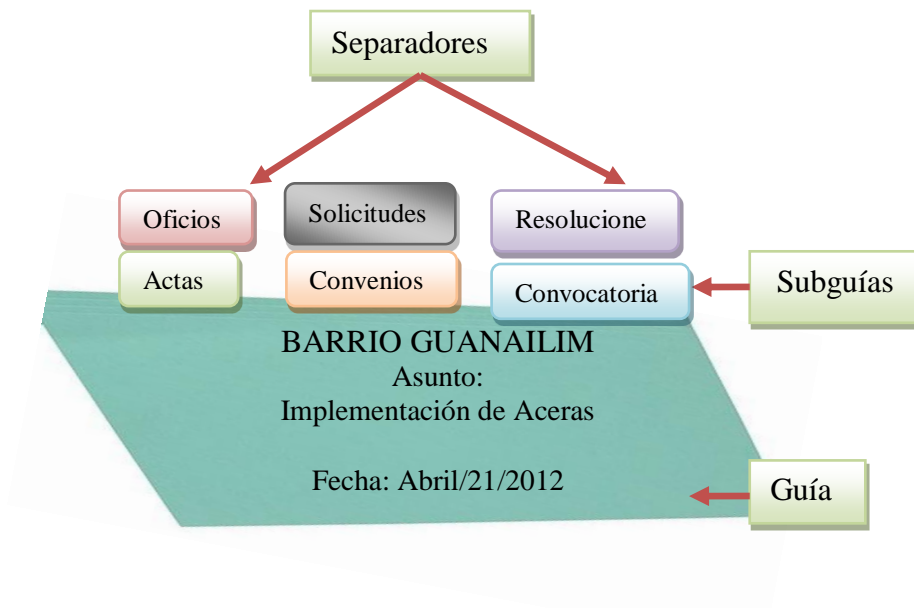 Separadores
Oficios
Solicitudes
Resolucione
Actas
Convenios
Convocatoria
Subguías
BARRIO GUANAILIM
Asunto:
Implementación de Aceras
Fecha: Abril/21/2012
Guía